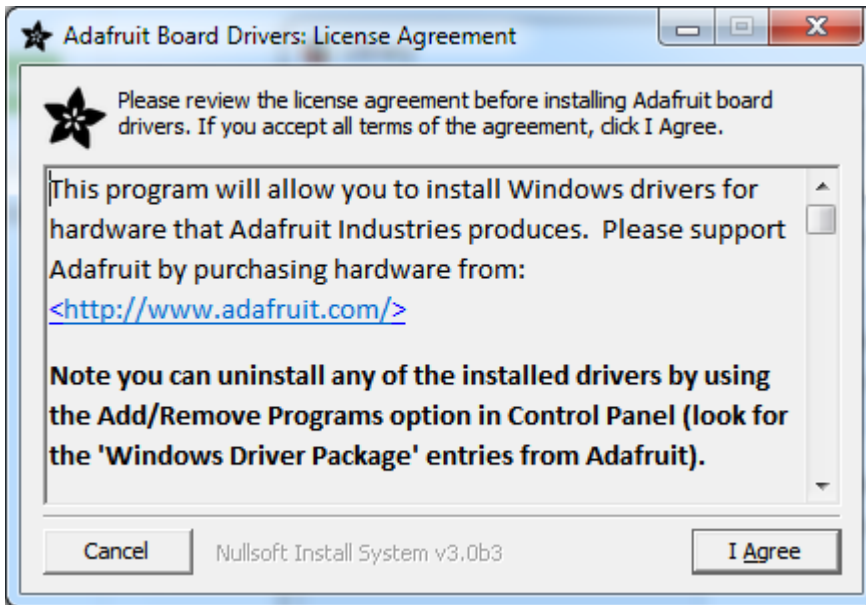 Adafruit Board Drivers: License Agreement
Please review the license agreement before installing Adafruit board
drivers. If you accept all terms of the agreement, click I Agree.
This program will allow you to install Windows drivers for
hardware that Adafruit Industries produces.  Please support
Adafruit by purchasing hardware from:
<http://www.adafruit.com/>
Note you can uninstall any of the installed drivers by using
the Add/Remove Programs option in Control Panel (look for
the 'Windows Driver Package' entries from Adafruit).
Cancel
Nullsoft Install System v3.0b3
I Agree